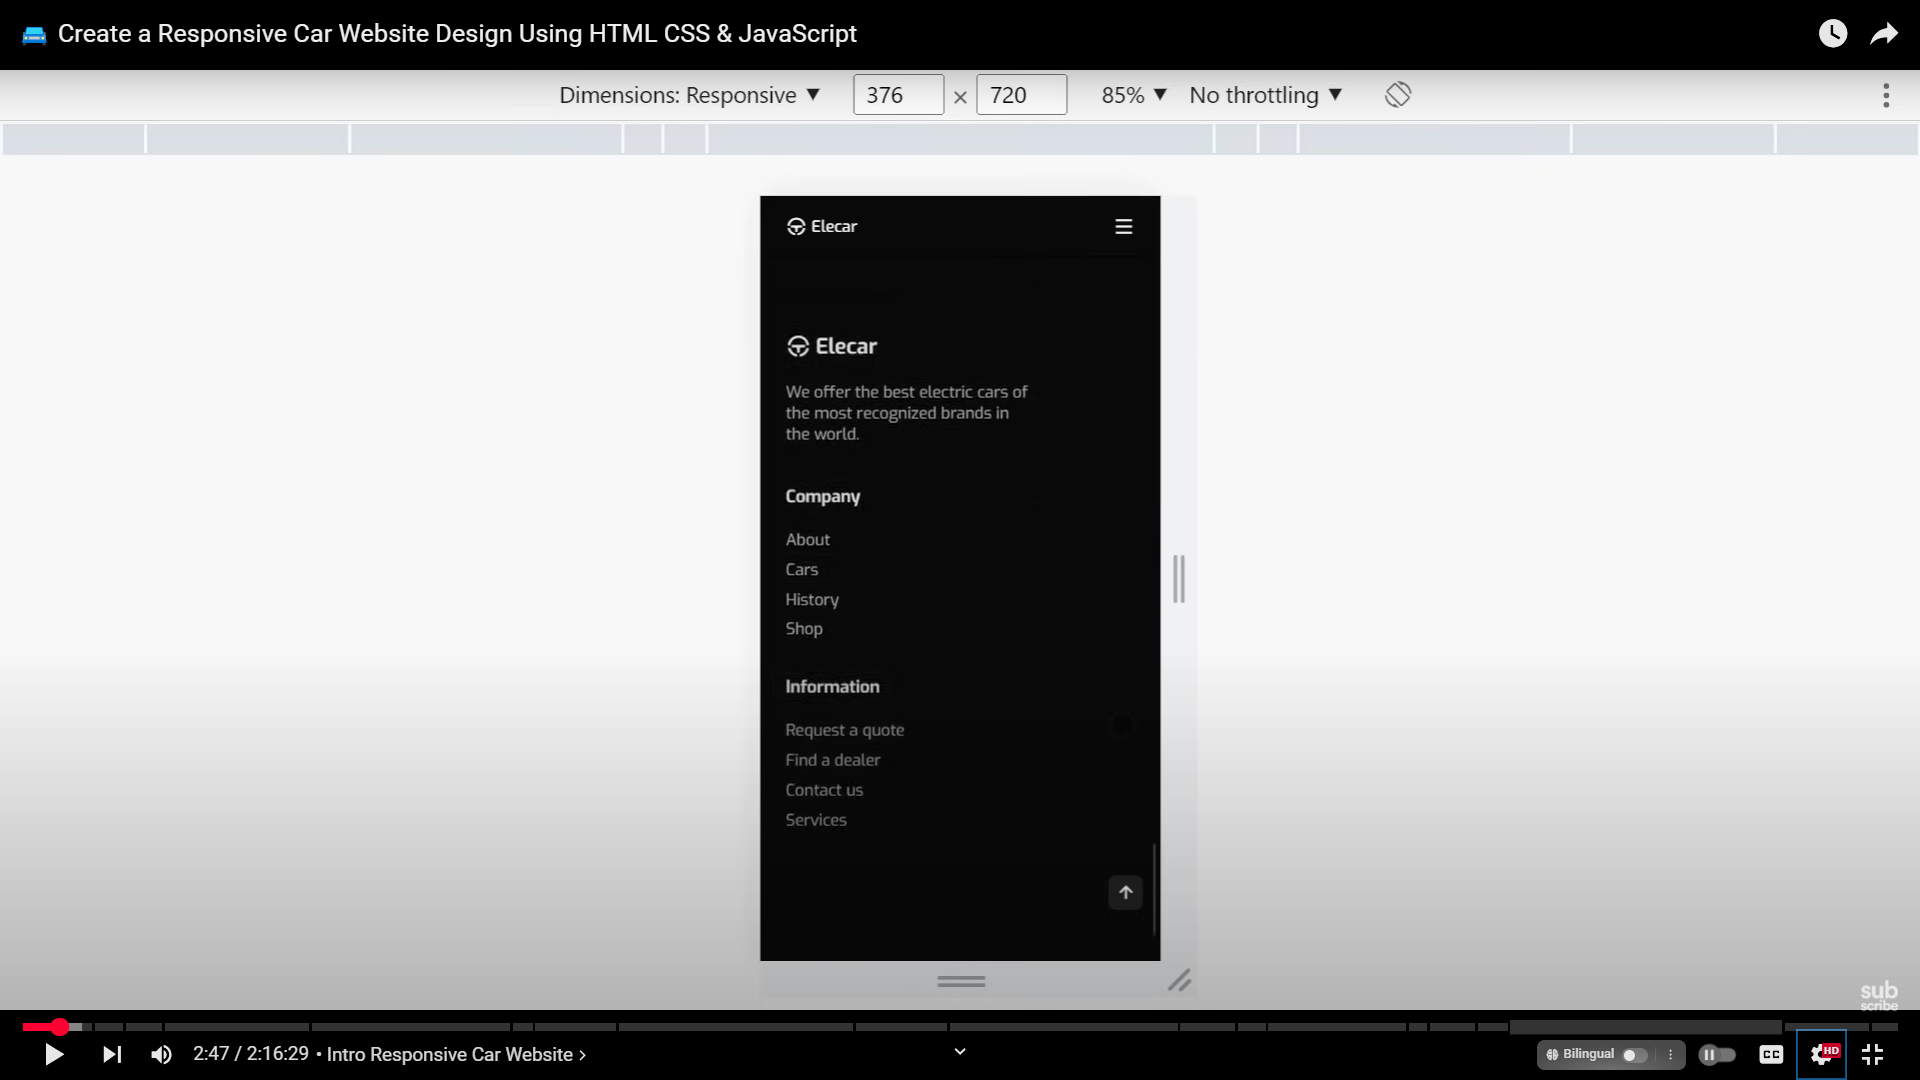 Create a Responsive Car Website Design Using HTML CSS & JavaScript
Dimensions: Responsive ▼ 376 × 720 85% ▼ No throttling ▼
Elecar
Elecar
We offer the best electric cars of
the most recognized brands in
the world.
Company
About
Cars
History
Shop
Information
Request a quote
Find a dealer
Contact us
Services
sub
scribe
2:47 / 2:16:29 • Intro Responsive Car Website ›
Bilingual
CC
HD